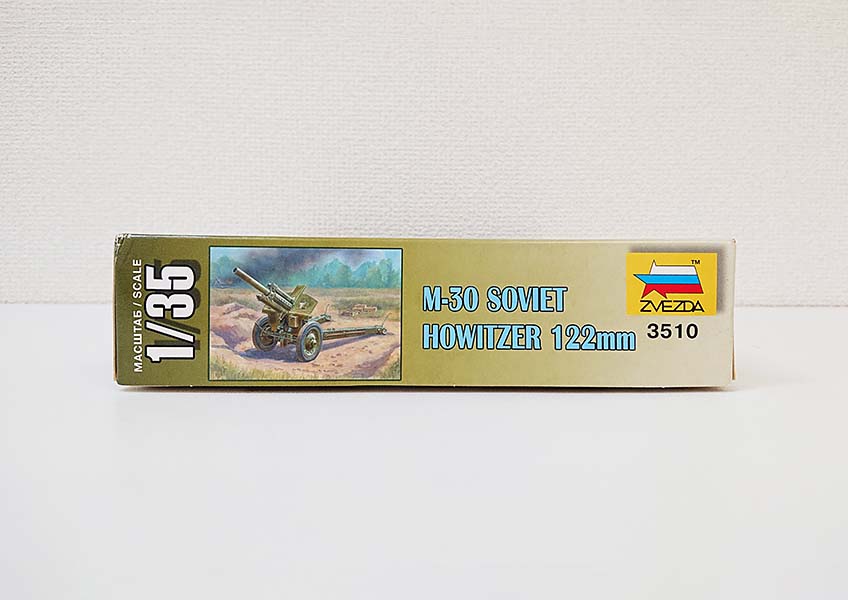 МАСШТАБ / SCALE
1/35
M-30 SOVIET
HOWITZER 122mm
™
ZVEZDA
3510